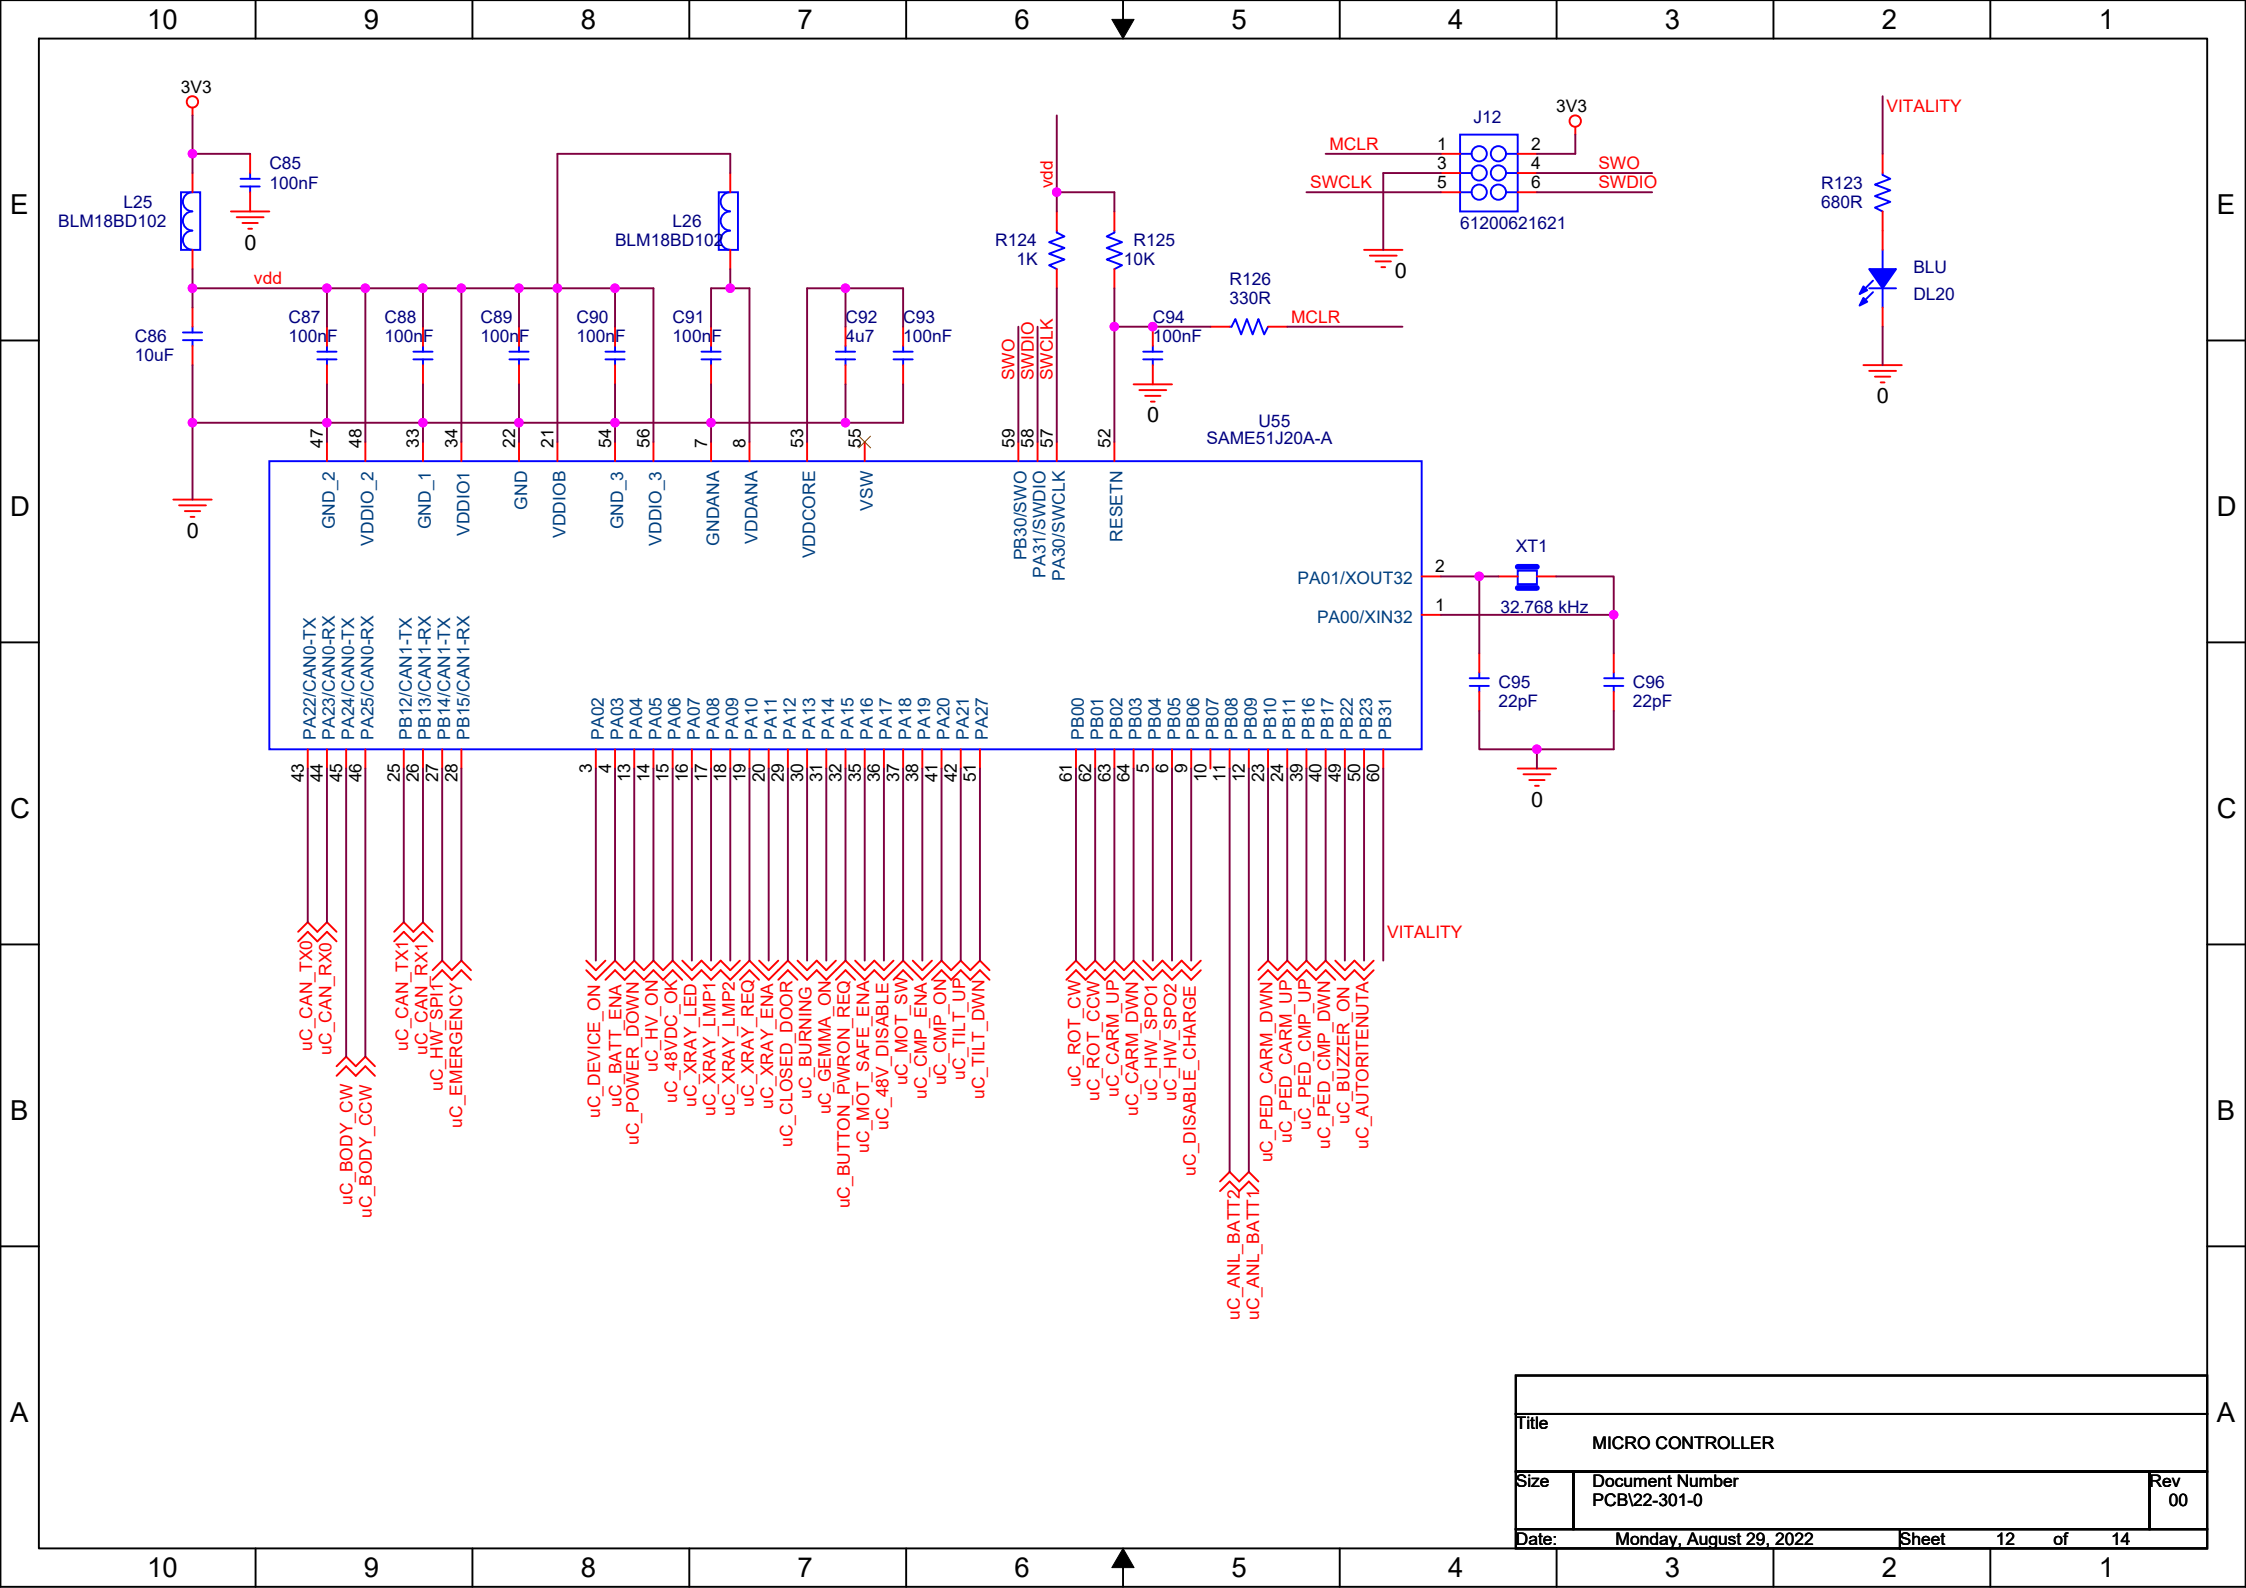 10 9 8 7 6 5 4 3 2 1
E
D
C
B
A
3V3
C85
100nF
L25
BLM18BD102
0
vdd
C86
10uF
0
C87
100nF
C88
100nF
C89
100nF
C90
100nF
L26
BLM18BD102
C91
100nF
C92
4u7
C93
100nF
vdd
R124
1K
R125
10K
R126
330R
MCLR
C94
100nF
0
SWO
SWDIO
SWCLK
J12
3V3
MCLR
1
2
3
4
SWO
SWCLK
5
6
SWDIO
61200621621
0
VITALITY
R123
680R
BLU
DL20
0
U55
SAME51J20A-A
47 GND_2
48 VDDIO_2
33 GND_1
34 VDDIO1
22 GND
21 VDDIOB
54 GND_3
56 VDDIO_3
7 GNDANA
8 VDDANA
53 VDDCORE
55 VSW
59 PB30/SWO
58 PA31/SWDIO
57 PA30/SWCLK
52 RESETN
PA01/XOUT32 2
PA00/XIN32 1
XT1
32.768 kHz
C95
22pF
C96
22pF
0
PA22/CAN0-TX 43 uC_CAN_TX0
PA23/CAN0-RX 44 uC_CAN_RX0
PA24/CAN0-TX 45 uC_BODY_CW
PA25/CAN0-RX 46 uC_BODY_CCW
PB12/CAN1-TX 25 uC_CAN_TX1
PB13/CAN1-RX 26 uC_CAN_RX1
PB14/CAN1-TX 27 uC_HW_SPI1
PB15/CAN1-RX 28 uC_EMERGENCY
PA02 3 uC_DEVICE_ON
PA03 4 uC_BATT_ENA
PA04 13 uC_POWER_DOWN
PA05 14 uC_HV_ON
PA06 15 uC_48VDC_OK
PA07 16 uC_XRAY_LED
PA08 17 uC_XRAY_LMP1
PA09 18 uC_XRAY_LMP2
PA10 19 uC_XRAY_REQ
PA11 20 uC_XRAY_ENA
PA12 29 uC_CLOSED_DOOR
PA13 30 uC_BURNING
PA14 31 uC_GEMMA_ON
PA15 32 uC_BUTTON_PWRON_REQ
PA16 35 uC_MOT_SAFE_ENA
PA17 36 uC_48V_DISABLE
PA18 37 uC_MOT_SW
PA19 38 uC_CMP_ENA
PA20 41 uC_CMP_ON
PA21 42 uC_TILT_UP
PA27 51 uC_TILT_DWN
PB00 61 uC_ROT_CW
PB01 62 uC_ROT_CCW
PB02 63 uC_CARM_UP
PB03 64 uC_CARM_DWN
PB04 5 uC_HW_SPO1
PB05 6 uC_HW_SPO2
PB06 9 uC_DISABLE_CHARGE
PB07 10
PB08 11 uC_ANL_BATT2
PB09 12 uC_ANL_BATT1
PB10 23 uC_PED_CARM_DWN
PB11 24 uC_PED_CARM_UP
PB16 39 uC_PED_CMP_UP
PB17 40 uC_PED_CMP_DWN
PB22 49 uC_BUZZER_ON
PB23 50 uC_AUTORITENUTA
PB31 60 VITALITY
0
Title
MICRO CONTROLLER
Size Document Number Rev
PCB\22-301-0 00
Date: Monday, August 29, 2022 Sheet 12 of 14
E
D
C
B
A
10 9 8 7 6 5 4 3 2 1